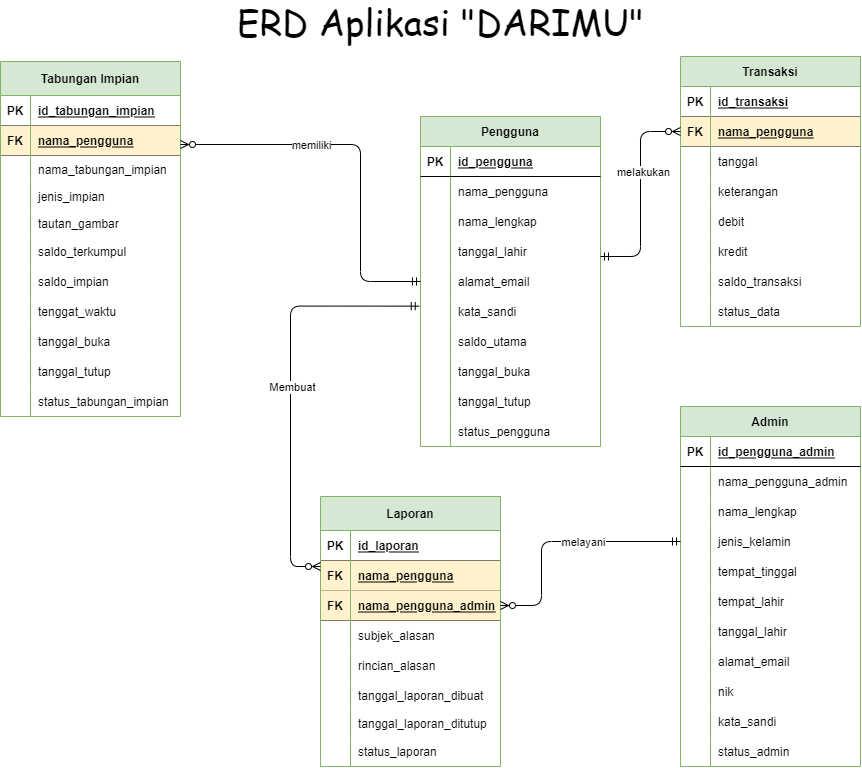 ERD Aplikasi "DARIMU"
Tabungan Impian
PK id_tabungan_impian
FK nama_pengguna
nama_tabungan_impian
jenis_impian
tautan_gambar
saldo_terkumpul
saldo_impian
tenggat_waktu
tanggal_buka
tanggal_tutup
status_tabungan_impian
memiliki
Pengguna
PK id_pengguna
nama_pengguna
nama_lengkap
tanggal_lahir
alamat_email
kata_sandi
saldo_utama
tanggal_buka
tanggal_tutup
status_pengguna
melakukan
Transaksi
PK id_transaksi
FK nama_pengguna
tanggal
keterangan
debit
kredit
saldo_transaksi
status_data
Membuat
Laporan
PK id_laporan
FK nama_pengguna
FK nama_pengguna_admin
subjek_alasan
rincian_alasan
tanggal_laporan_dibuat
tanggal_laporan_ditutup
status_laporan
melayani
Admin
PK id_pengguna_admin
nama_pengguna_admin
nama_lengkap
jenis_kelamin
tempat_tinggal
tempat_lahir
tanggal_lahir
alamat_email
nik
kata_sandi
status_admin